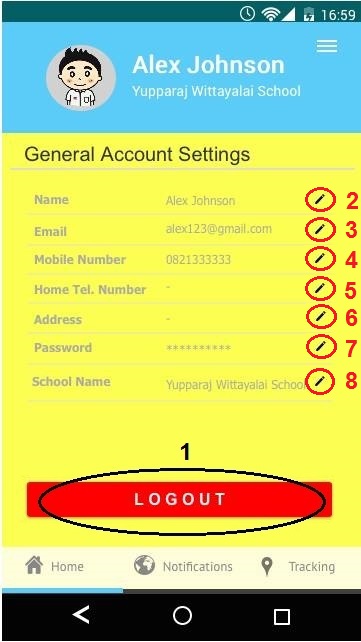 16:59
Alex Johnson
Yupparaj Wittayalai School
General Account Settings
Name Alex Johnson 2
Email alex123@gmail.com 3
Mobile Number 0821333333 4
Home Tel. Number - 5
Address - 6
Password ********** 7
School Name Yupparaj Wittayalai School 8
1
LOGOUT
Home Notifications Tracking